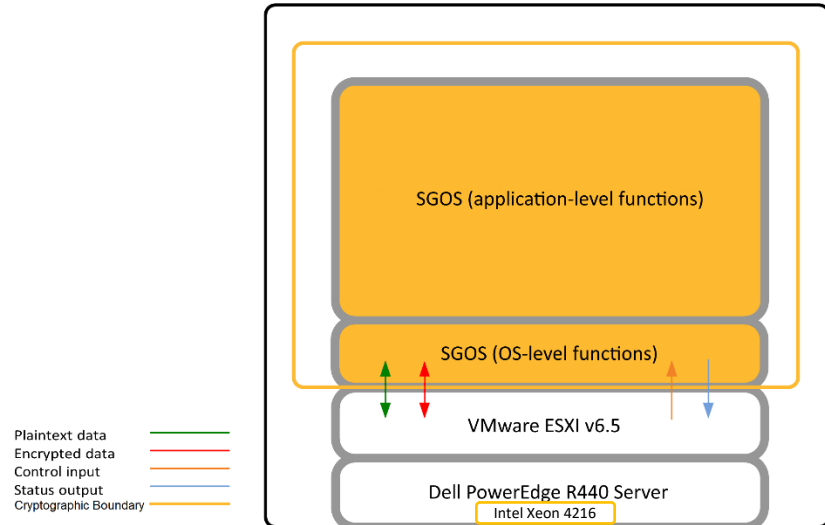 SGOS (application-level functions)
SGOS (OS-level functions)
VMware ESXI v6.5
Dell PowerEdge R440 Server
Intel Xeon 4216
Plaintext data
Encrypted data
Control input
Status output
Cryptographic Boundary